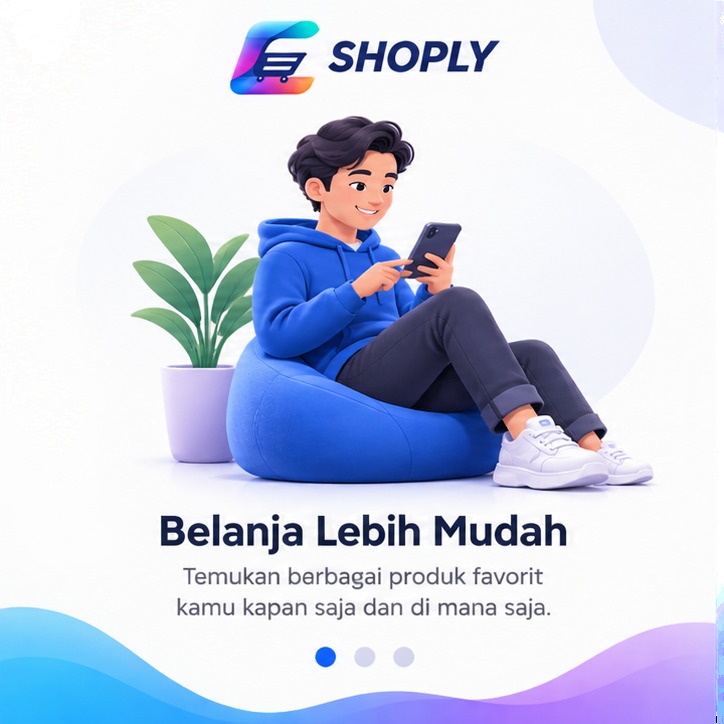 SHOPLY
Belanja Lebih Mudah
Temukan berbagai produk favorit
kamu kapan saja dan di mana saja.